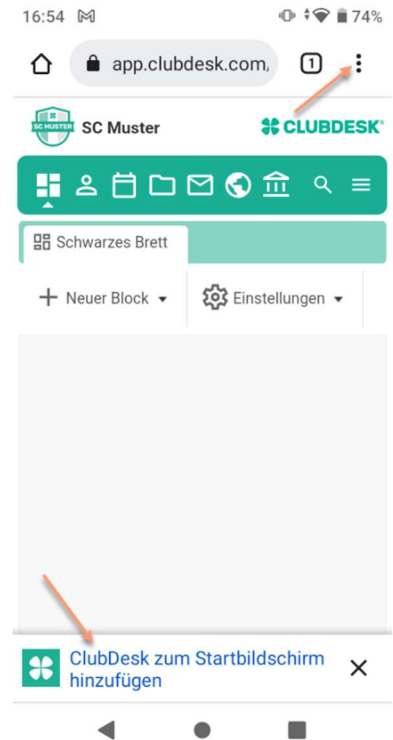 16:54
74%
app.clubdesk.com,
1
SC MUSTER
SC Muster
CLUBDESK
Schwarzes Brett
Neuer Block
Einstellungen
ClubDesk zum Startbildschirm
hinzufügen